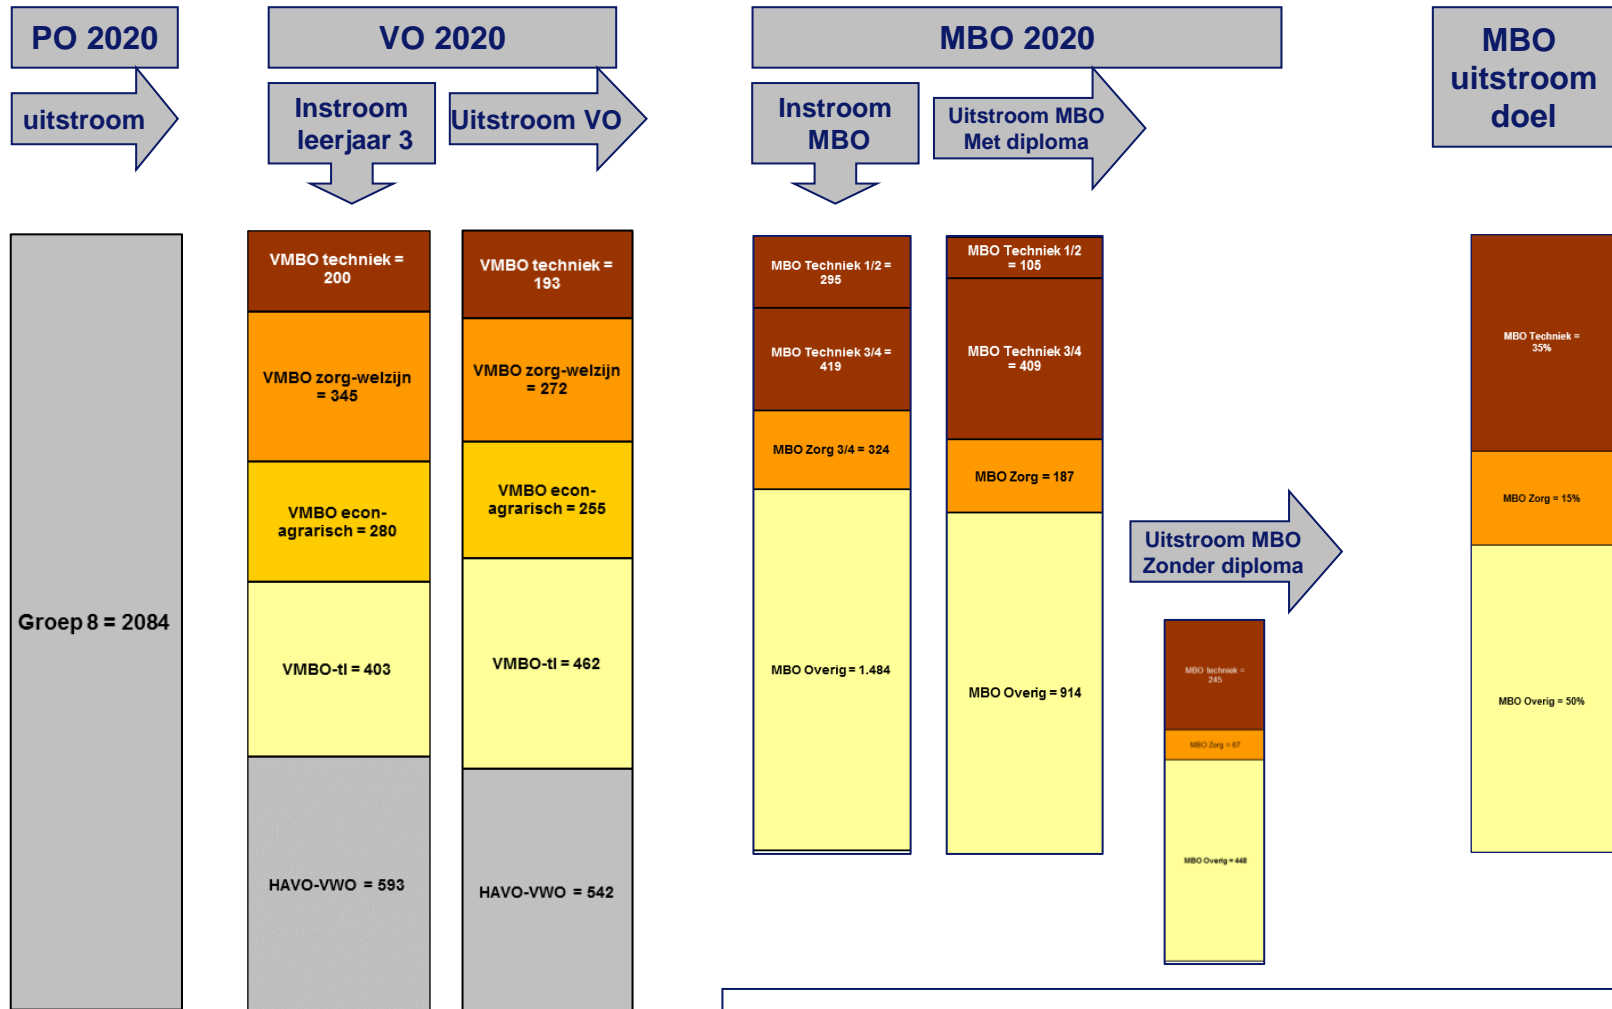 PO 2020
VO 2020
MBO 2020
MBO
uitstroom
doel
uitstroom
Instroom
leerjaar 3
Uitstroom VO
Instroom
MBO
Uitstroom MBO
Met diploma
Groep 8 = 2084
VMBO techniek =
200
VMBO zorg-welzijn
= 345
VMBO econ-
agrarisch = 280
VMBO-tl = 403
HAVO-VWO = 593
VMBO techniek =
193
VMBO zorg-welzijn
= 272
VMBO econ-
agrarisch = 255
VMBO-tl = 462
HAVO-VWO = 542
MBO Techniek 1/2 =
295
MBO Techniek 3/4 =
419
MBO Zorg 3/4 = 324
MBO Overig = 1.484
MBO Techniek 1/2
= 105
MBO Techniek 3/4
= 409
MBO Zorg = 187
MBO Overig = 914
Uitstroom MBO
Zonder diploma
MBO techniek =
245
MBO Zorg = 67
MBO Overig = 448
MBO Techniek =
35%
MBO Zorg = 15%
MBO Overig = 50%